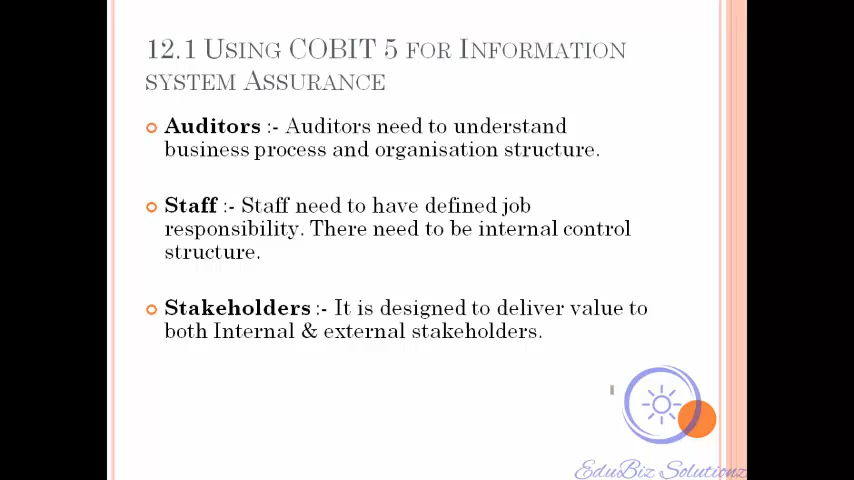 12.1 USING COBIT 5 FOR INFORMATION
SYSTEM ASSURANCE
Auditors :- Auditors need to understand
business process and organisation structure.
Staff :- Staff need to have defined job
responsibility. There need to be internal control
structure.
Stakeholders :- It is designed to deliver value to
both Internal & external stakeholders.
EduBiz Solutionz